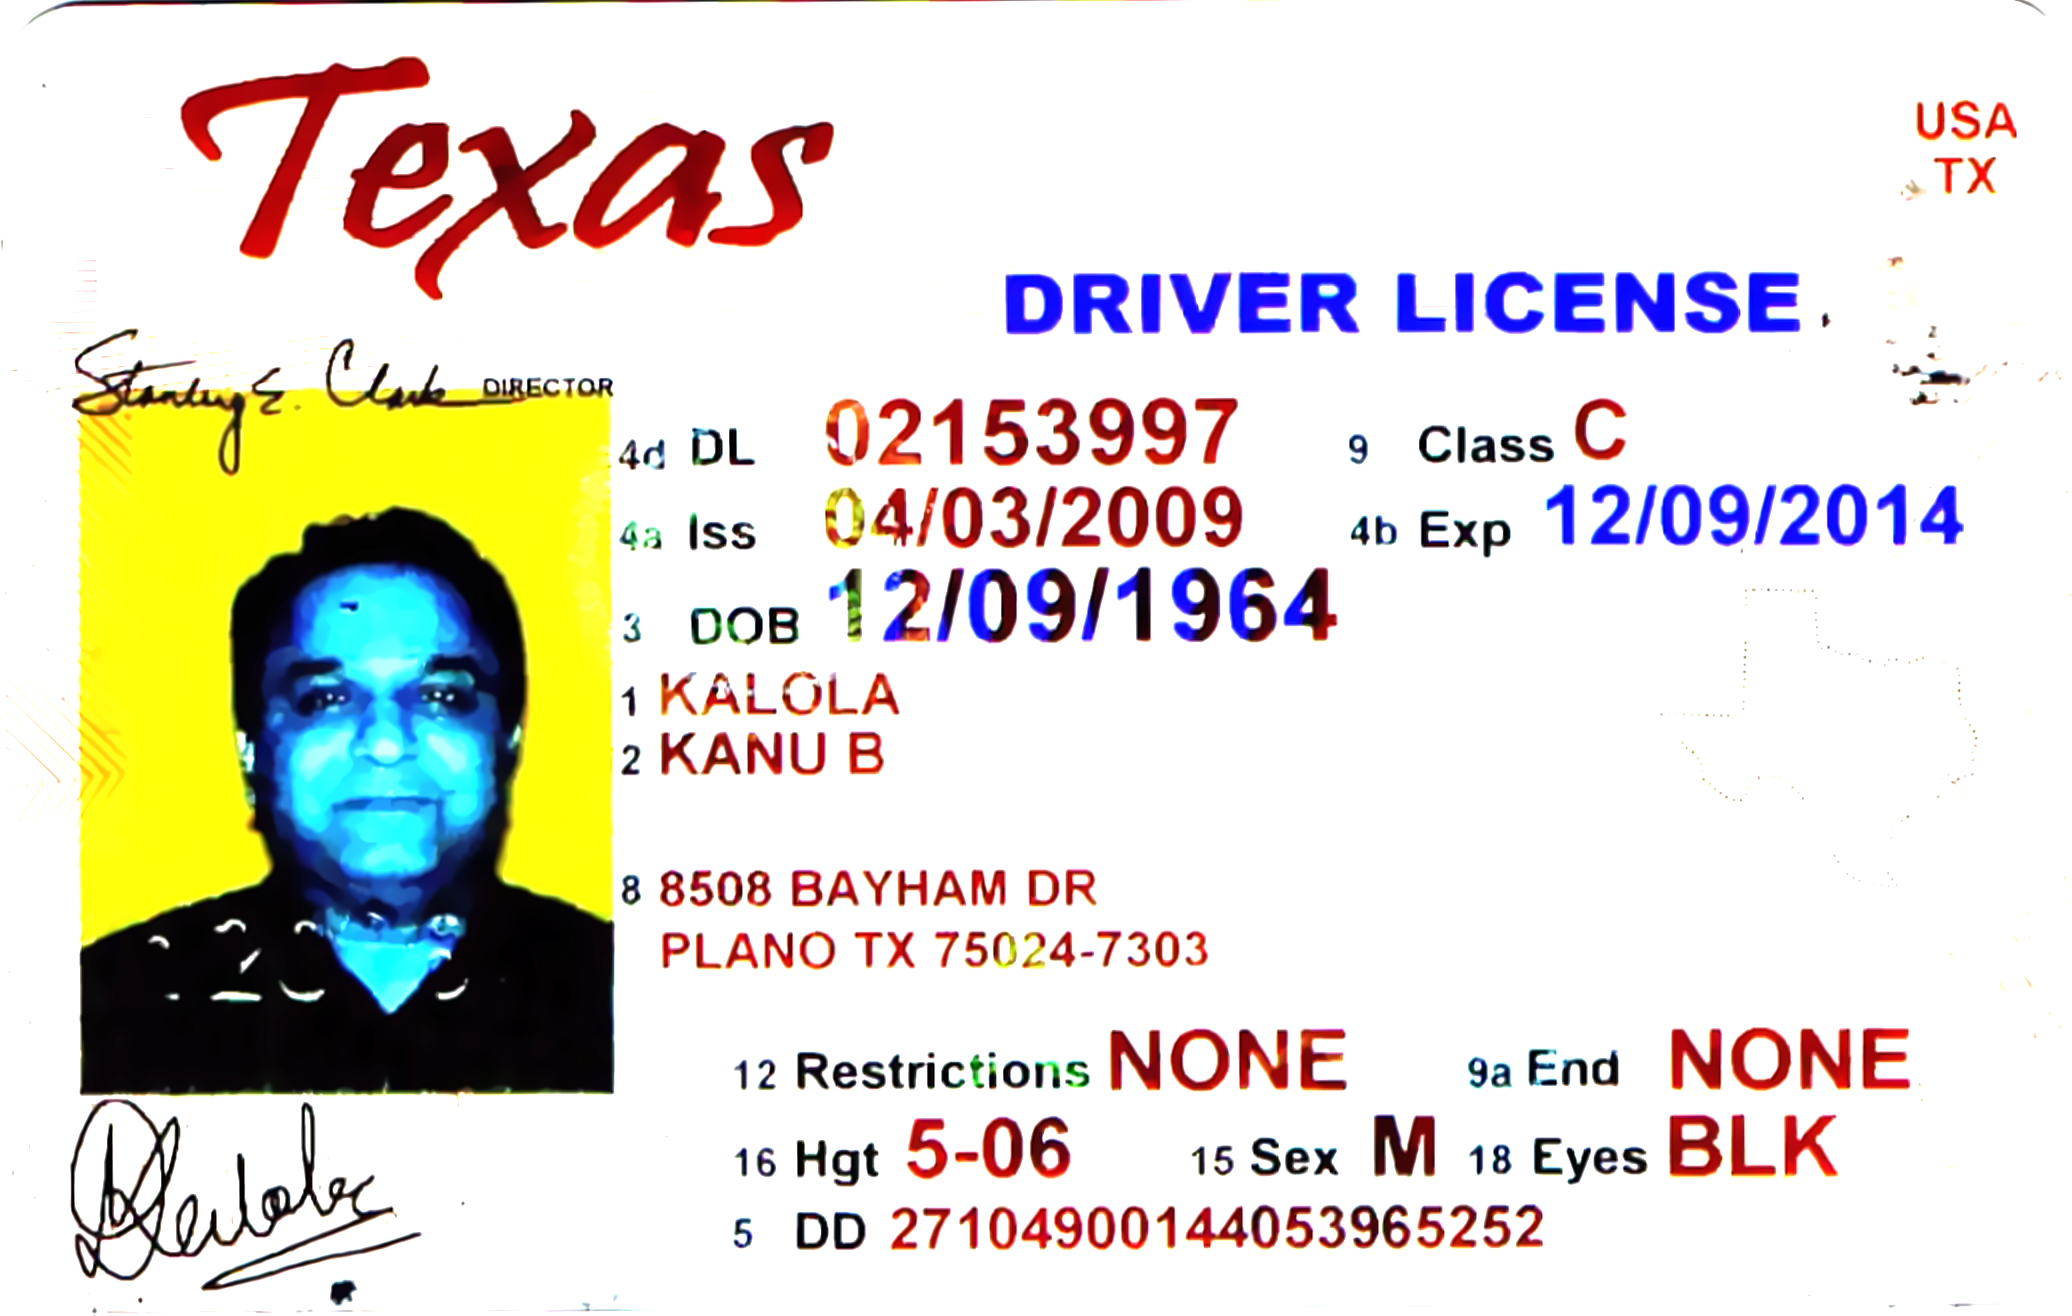 Texas
USA
TX
DRIVER LICENSE
Stanley E. Clark DIRECTOR
4d DL 02153997 9 Class C
4a Iss 04/03/2009 4b Exp 12/09/2014
3 DOB 12/09/1964
1 KALOLA
2 KANU B
8 8508 BAYHAM DR
PLANO TX 75024-7303
12 Restrictions NONE 9a End NONE
16 Hgt 5-06 15 Sex M 18 Eyes BLK
5 DD 27104900144053965252